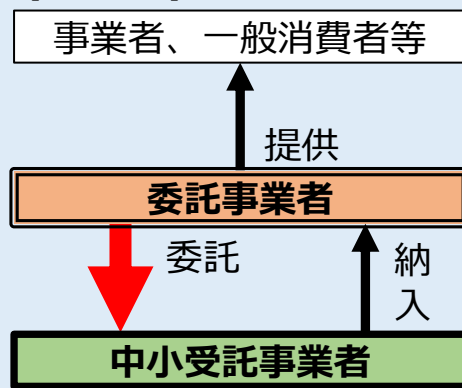 事業者、一般消費者等
提供
委託事業者
委託
納入
中小受託事業者